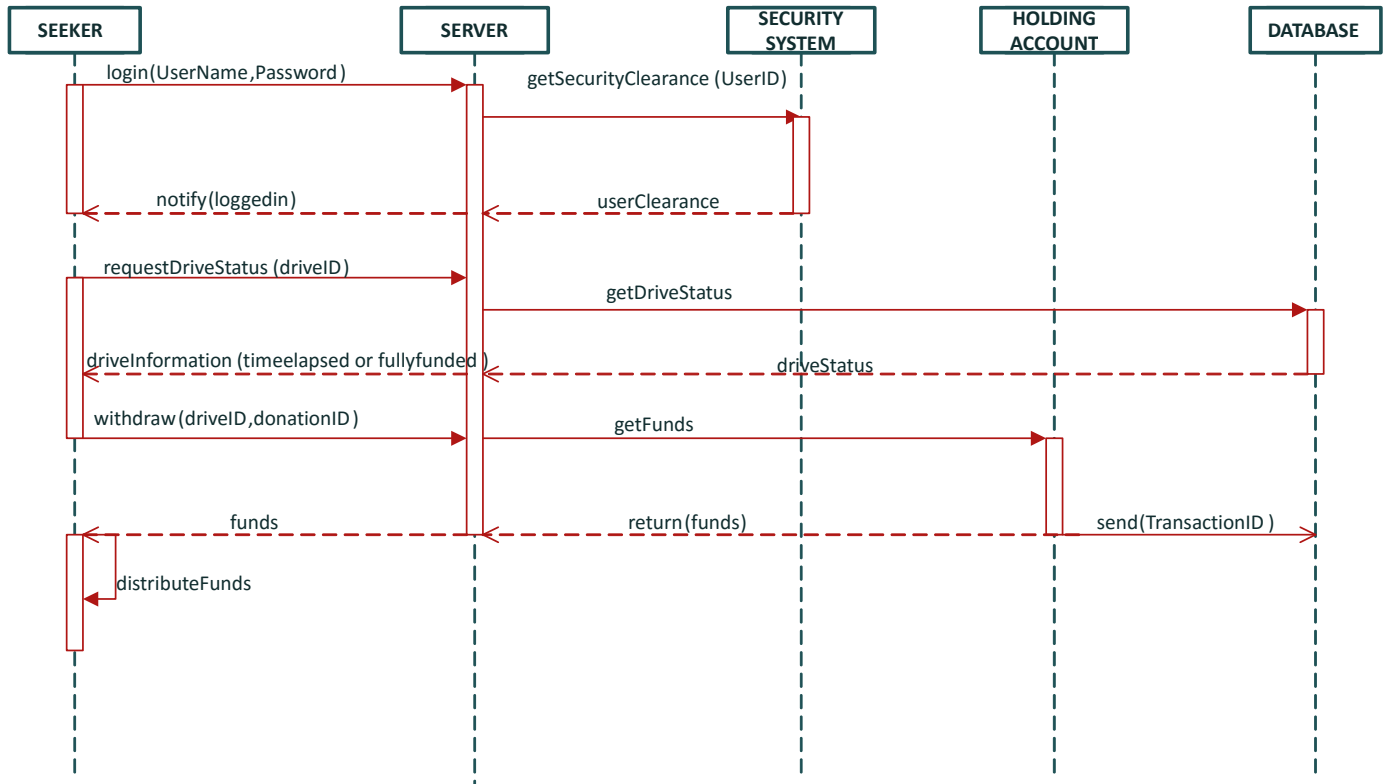 SEEKER
SERVER
SECURITY
SYSTEM
HOLDING
ACCOUNT
DATABASE
login(UserName,Password)
getSecurityClearance (UserID)
notify(loggedin)
userClearance
requestDriveStatus (driveID)
getDriveStatus
driveInformation (timeelapsed or fullyfunded )
driveStatus
withdraw(driveID,donationID)
getFunds
funds
return(funds)
send(TransactionID )
distributeFunds